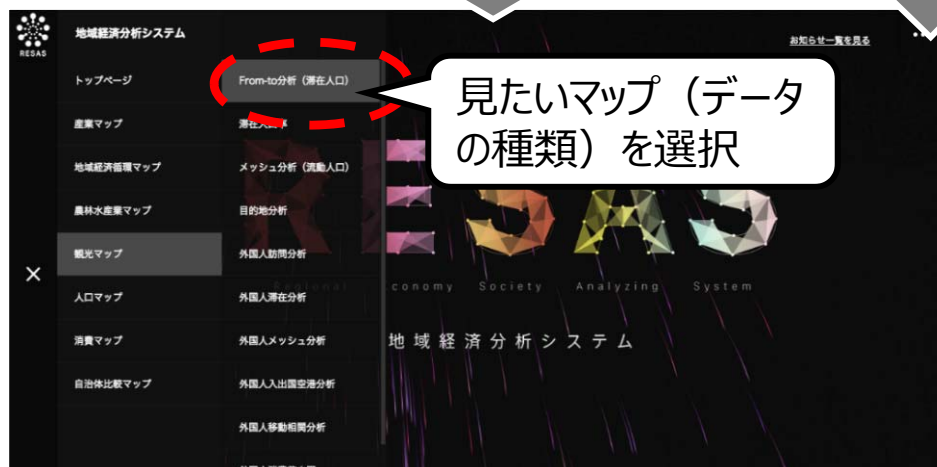 RESAS
地域経済分析システム
お知らせ一覧を見る
トップページ
From-to分析（滞在人口）
見たいマップ（データ
の種類）を選択
産業マップ
地域経済循環マップ
メッシュ分析（流動人口）
農林水産業マップ
目的地分析
RESAS
観光マップ
外国人訪問分析
Regional Economy Society Analyzing System
人口マップ
外国人滞在分析
消費マップ
外国人メッシュ分析
地域経済分析システム
自治体比較マップ
外国人入出国空港分析
外国人移動相関分析